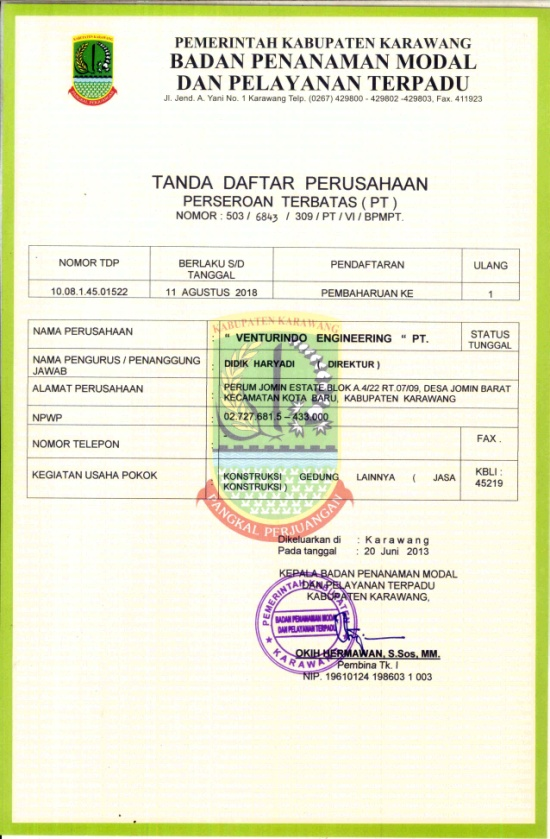 PEMERINTAH KABUPATEN KARAWANG
BADAN PENANAMAN MODAL
DAN PELAYANAN TERPADU
Jl. Jend. A. Yani No. 1 Karawang Telp. (0267) 429800 - 429802 -429803, Fax. 411923
TANDA DAFTAR PERUSAHAAN
PERSEROAN TERBATAS ( PT )
NOMOR : 503 / 6843 / 309 / PT / VI / BPMPT.
NOMOR TDP
BERLAKU S/D
TANGGAL
PENDAFTARAN
ULANG
10.08.1.45.01522
11 AGUSTUS 2018
PEMBAHARUAN KE
1
KABUPATEN KARAWANG
NAMA PERUSAHAAN : " VENTURINDO ENGINEERING " PT.
STATUS
TUNGGAL
NAMA PENGURUS / PENANGGUNG
JAWAB
: DIDIK HARYADI ( DIREKTUR )
ALAMAT PERUSAHAAN : PERUM JOMIN ESTATE BLOK A.4/22 RT.07/09, DESA JOMIN BARAT
KECAMATAN KOTA BARU, KABUPATEN KARAWANG
NPWP : 02.727.681.5 – 433.000
NOMOR TELEPON :
FAX .
KEGIATAN USAHA POKOK : KONSTRUKSI GEDUNG LAINNYA ( JASA
KONSTRUKSI )
KBLI :
45219
PANGKAL PERJUANGAN
Dikeluarkan di : Karawang
Pada tanggal : 20 Juni 2013
KEPALA BADAN PENANAMAN MODAL
DAN PELAYANAN TERPADU
KABUPATEN KARAWANG,
PEMERINTAH KABUPATEN
BADAN PENANAMAN MODAL
DAN PELAYANAN TERPADU
KARAWANG
OKIH HERMAWAN, S.Sos, MM.
Pembina Tk. I
NIP. 19610124 198603 1 003